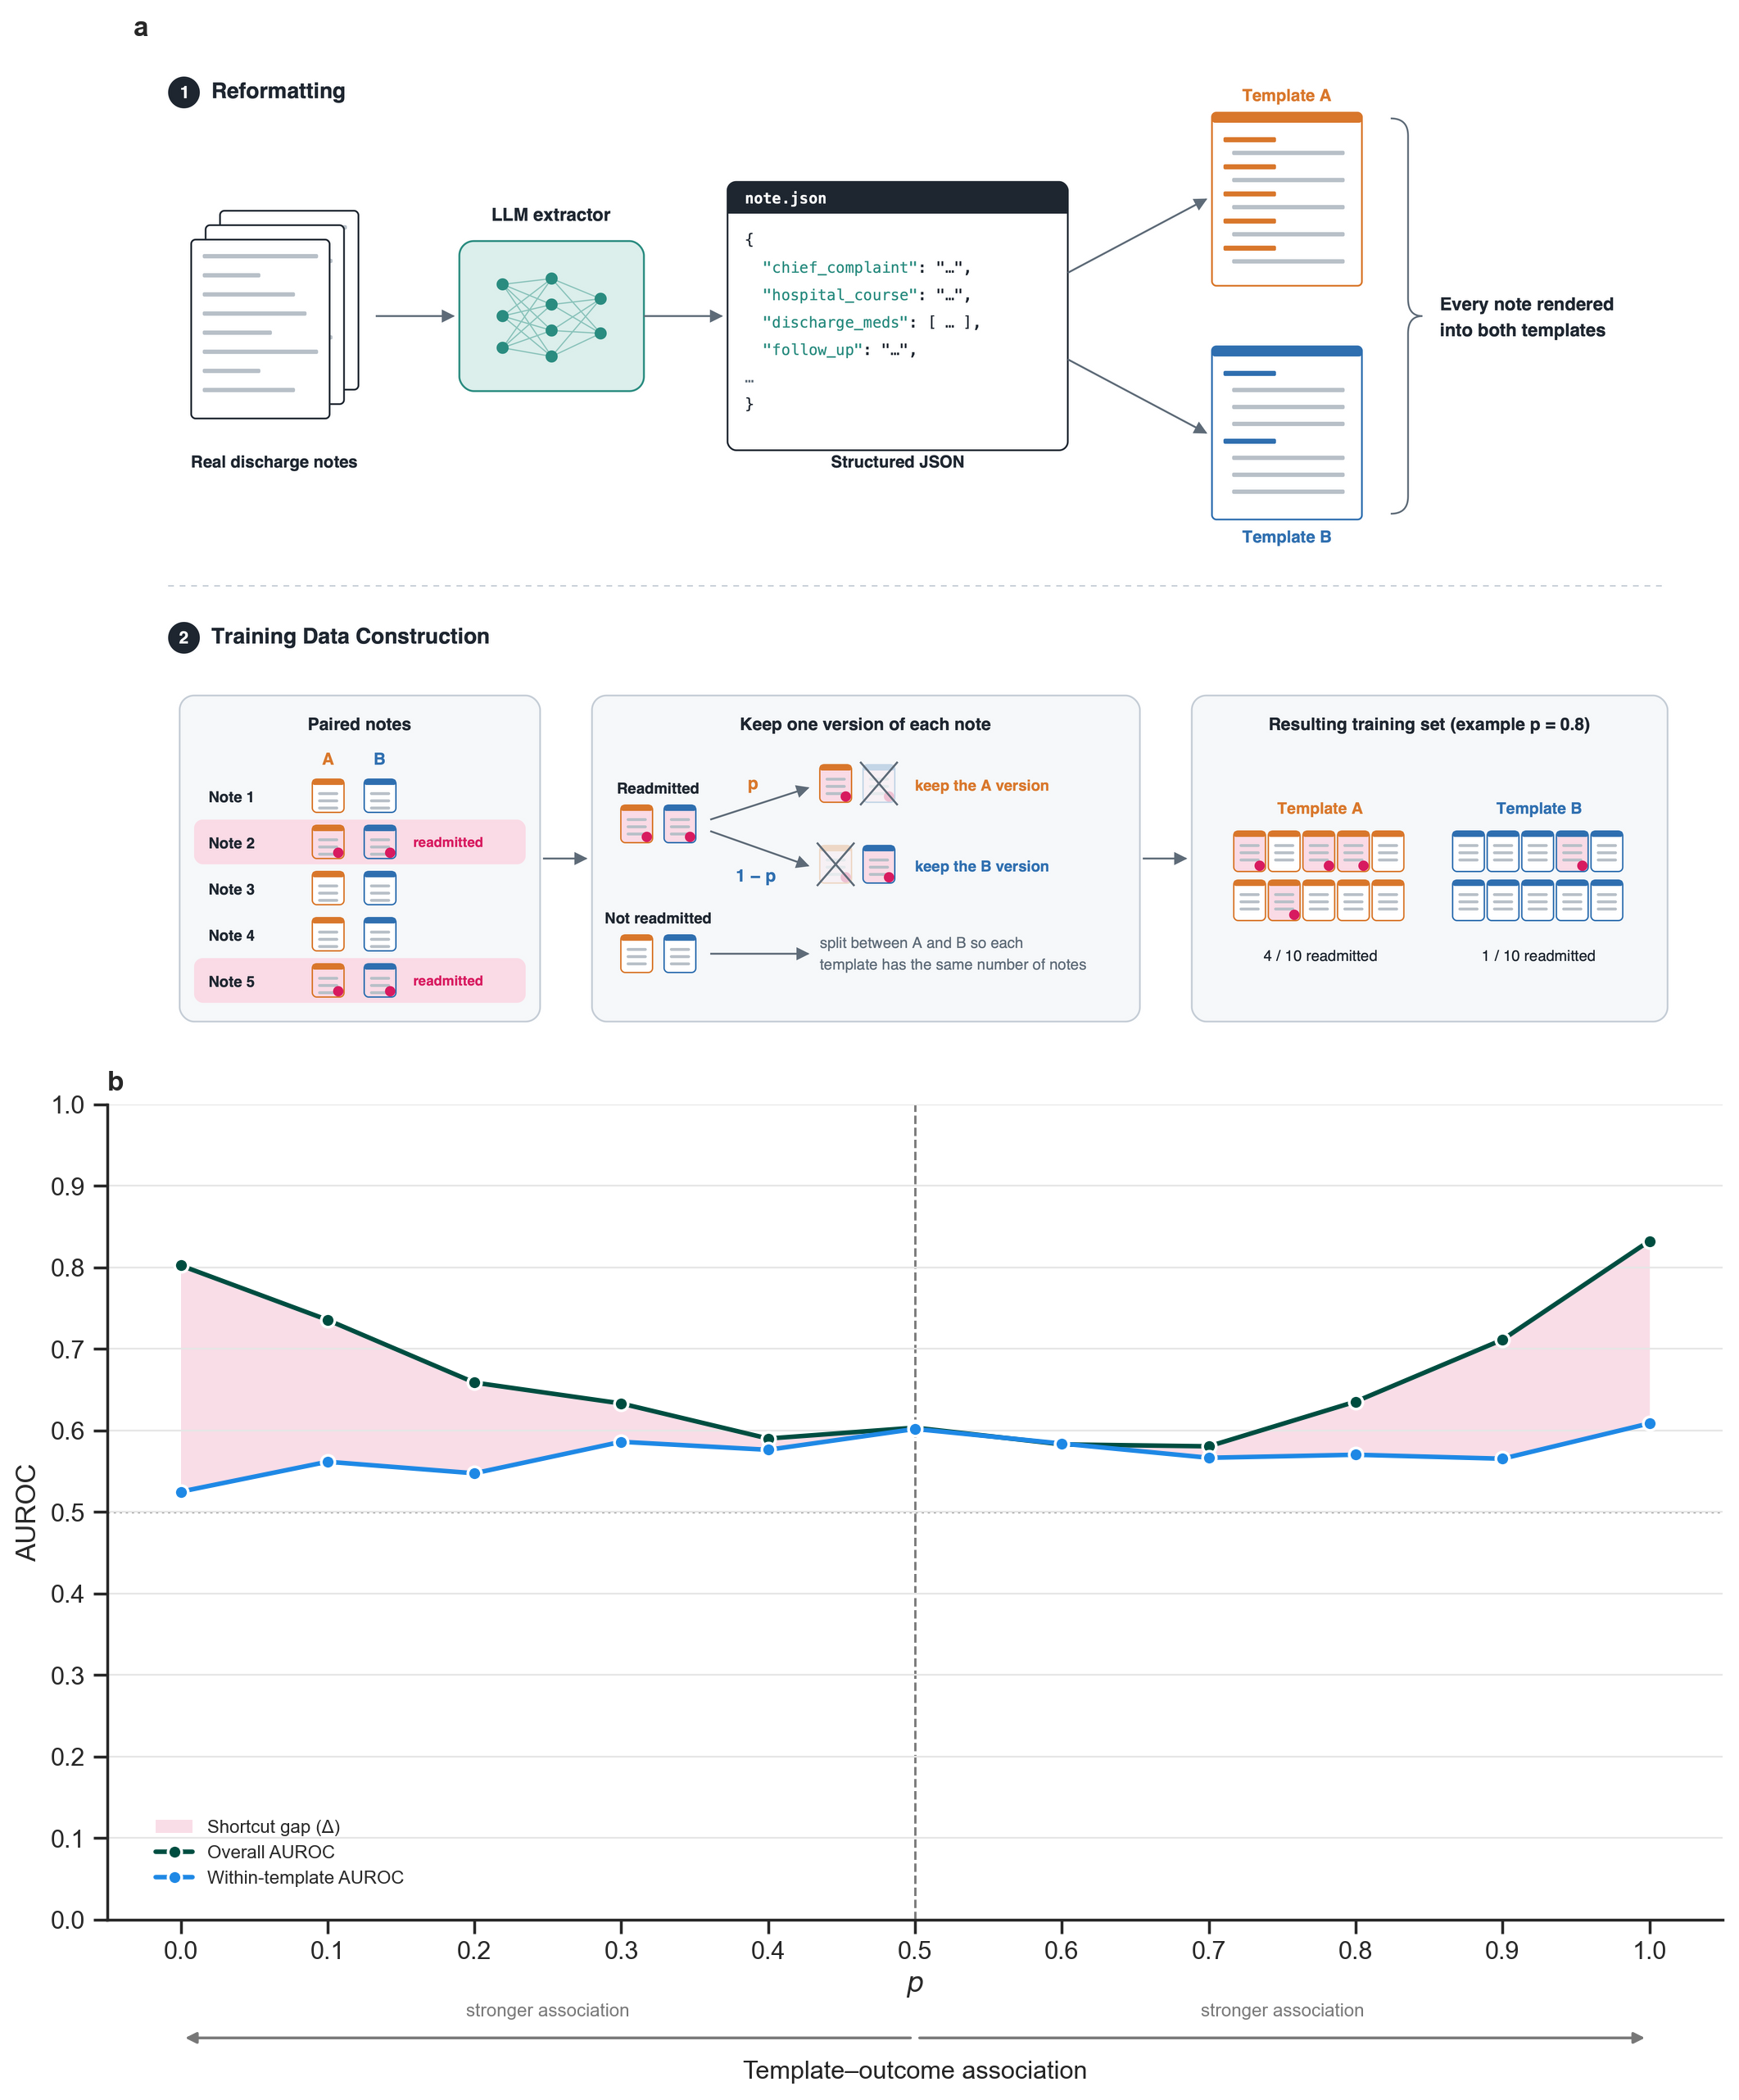 a
1 Reformatting
Template A
LLM extractor
note.json
{
"chief_complaint": "…",
"hospital_course": "…",
"discharge_meds": [ … ],
"follow_up": "…",
…
}
Every note rendered
into both templates
Real discharge notes
Structured JSON
Template B
2 Training Data Construction
Paired notes
A B
Note 1
Note 2 readmitted
Note 3
Note 4
Note 5 readmitted
Keep one version of each note
Readmitted
p
keep the A version
1 – p
keep the B version
Not readmitted
split between A and B so each
template has the same number of notes
Resulting training set (example p = 0.8)
Template A Template B
4 / 10 readmitted 1 / 10 readmitted
b
1.0
0.9
0.8
0.7
0.6
0.5
0.4
0.3
0.2
0.1
0.0
AUROC
Shortcut gap (Δ)
Overall AUROC
Within-template AUROC
0.0 0.1 0.2 0.3 0.4 0.5 0.6 0.7 0.8 0.9 1.0
p
stronger association stronger association
Template–outcome association